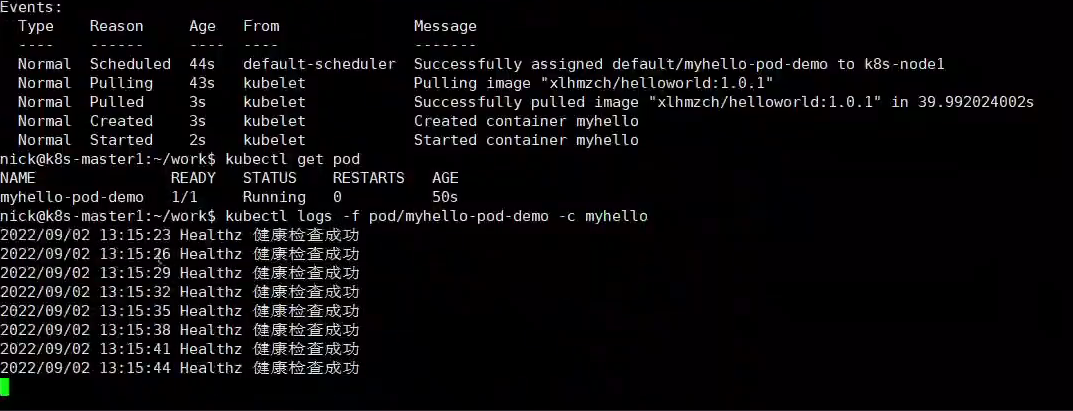 Events:
Type Reason Age From Message
---- ------ ---- ---- -------
Normal Scheduled 44s default-scheduler Successfully assigned default/myhello-pod-demo to k8s-node1
Normal Pulling 43s kubelet Pulling image "xlhmzch/helloworld:1.0.1"
Normal Pulled 3s kubelet Successfully pulled image "xlhmzch/helloworld:1.0.1" in 39.992024002s
Normal Created 3s kubelet Created container myhello
Normal Started 2s kubelet Started container myhello
nick@k8s-master1:~/work$ kubectl get pod
NAME READY STATUS RESTARTS AGE
myhello-pod-demo 1/1 Running 0 50s
nick@k8s-master1:~/work$ kubectl logs -f pod/myhello-pod-demo -c myhello
2022/09/02 13:15:23 Healthz 健康检查成功
2022/09/02 13:15:26 Healthz 健康检查成功
2022/09/02 13:15:29 Healthz 健康检查成功
2022/09/02 13:15:32 Healthz 健康检查成功
2022/09/02 13:15:35 Healthz 健康检查成功
2022/09/02 13:15:38 Healthz 健康检查成功
2022/09/02 13:15:41 Healthz 健康检查成功
2022/09/02 13:15:44 Healthz 健康检查成功